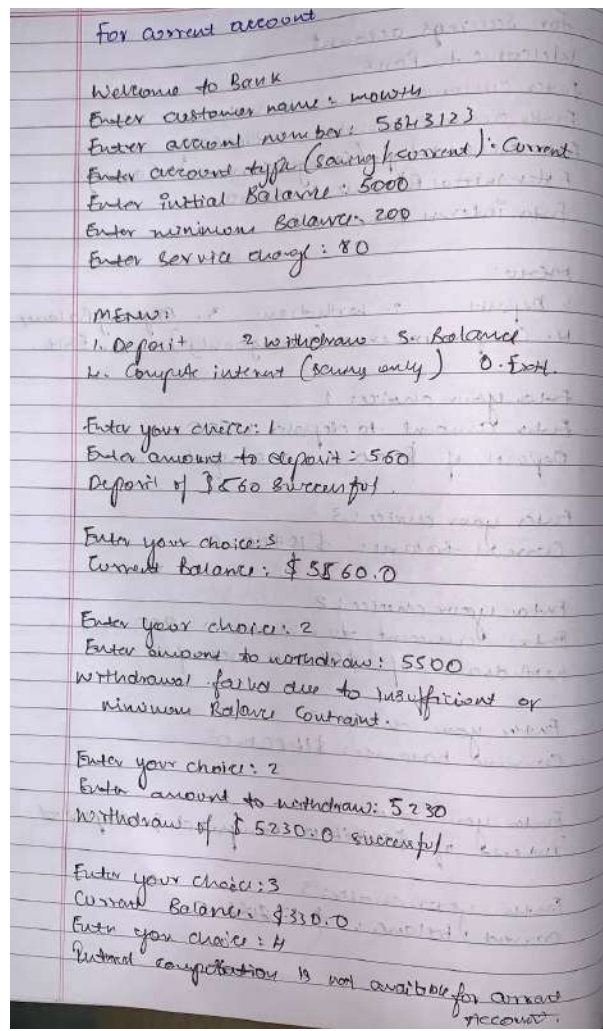 For current account
Welcome to Bank
Enter customer name: mowth
Enter account number: 5643123
Enter account type (saving/current): Current
Enter initial Balance: 5000
Enter minimum Balance: 200
Enter service charge: 80
MENU:
1. Deposit 2 withdraw 3. Balance
4. Compute interest (saving only) 0. Exit.
Enter your choice: 1
Enter amount to deposit: 560
Deposit of $560 successful.
Enter your choice: 3
Current Balance: $ 5560.0
Enter your choice: 2
Enter amount to withdraw: 5500
withdrawal failed due to insufficient or
minimum Balance Contraint.
Enter your choice: 2
Enter amount to withdraw: 5230
Withdraw of $ 5230.0 successful.
Enter your choice: 3
Current Balance: $330.0
Enter your choice: 4
computation is not available for current
Account.